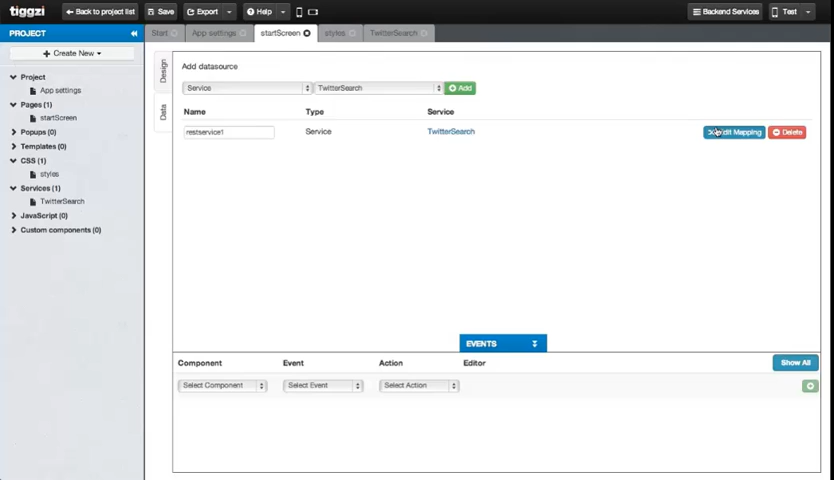 tiggzi Back to project list Save Export Help Backend Services Test
PROJECT Start App settings startScreen styles TwitterSearch
Create New
Project
App settings
Pages (1)
startScreen
Popups (0)
Templates (0)
CSS (1)
styles
Services (1)
TwitterSearch
JavaScript (0)
Custom components (0)
Design
Data
Add datasource
Service TwitterSearch Add
Name Type Service
restservice1 Service TwitterSearch Edit Mapping Delete
EVENTS
Component Event Action Editor Show All
Select Component Select Event Select Action